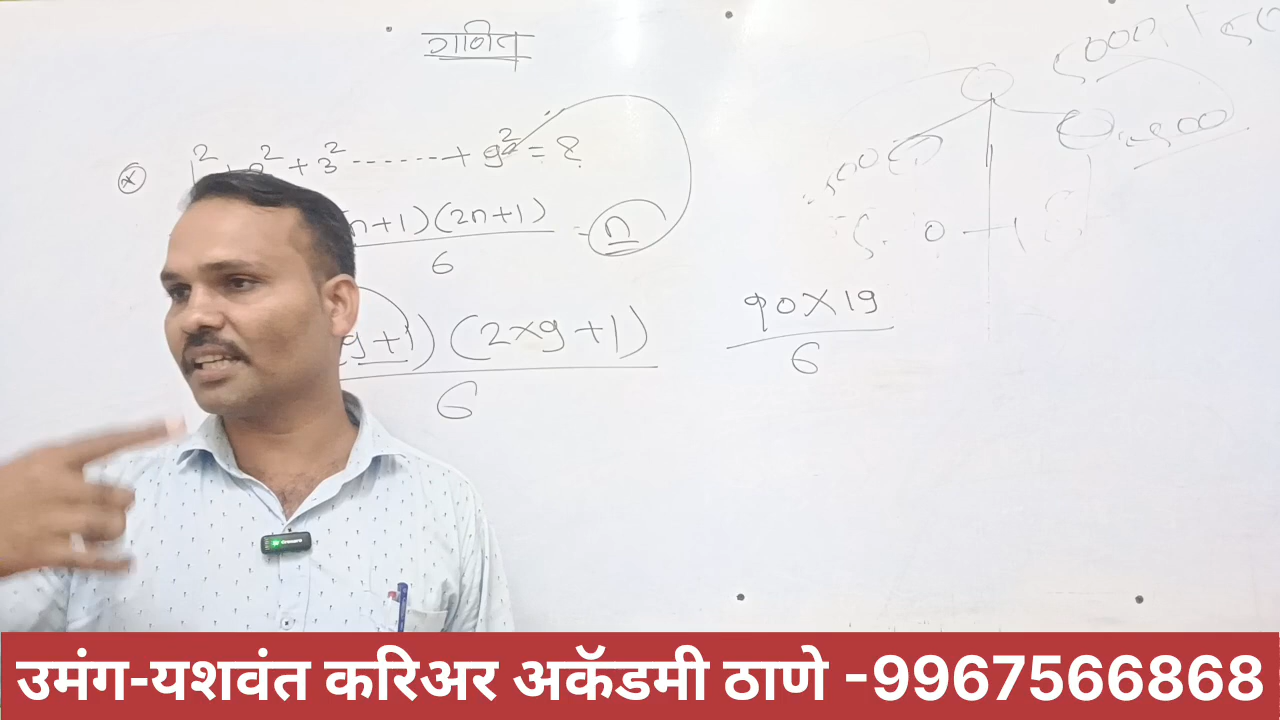 गणित
1² + 2² + 3² ------- + 9² = ?
n+1) (2n+1)
6
n
9+1) (2×9+1)
6
90×19
6
उमंग-यशवंत करिअर अकॅडमी ठाणे -9967566868